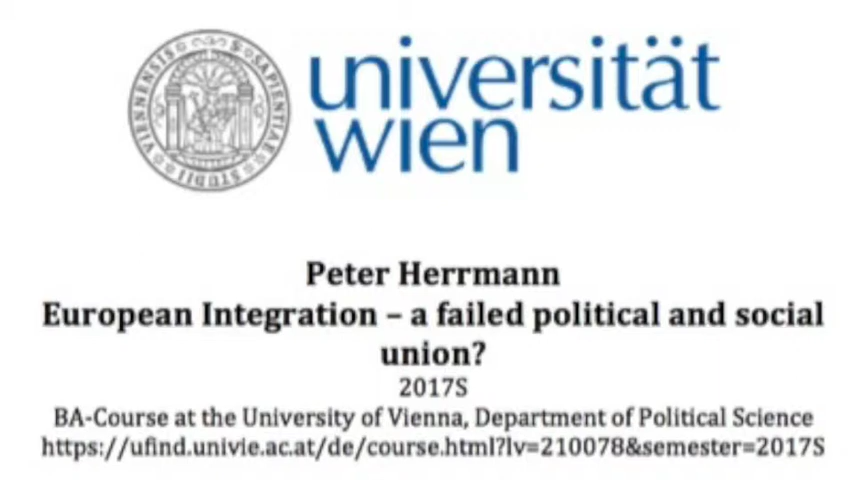 universität
wien
Peter Herrmann
European Integration – a failed political and social
union?
2017S
BA-Course at the University of Vienna, Department of Political Science
https://ufind.univie.ac.at/de/course.html?lv=210078&semester=2017S